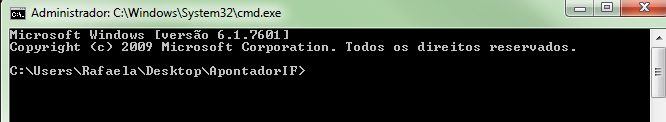 Administrador: C:\Windows\System32\cmd.exe
Microsoft Windows [versão 6.1.7601]
Copyright (c) 2009 Microsoft Corporation. Todos os direitos reservados.
C:\Users\Rafaela\Desktop\ApontadorIF>